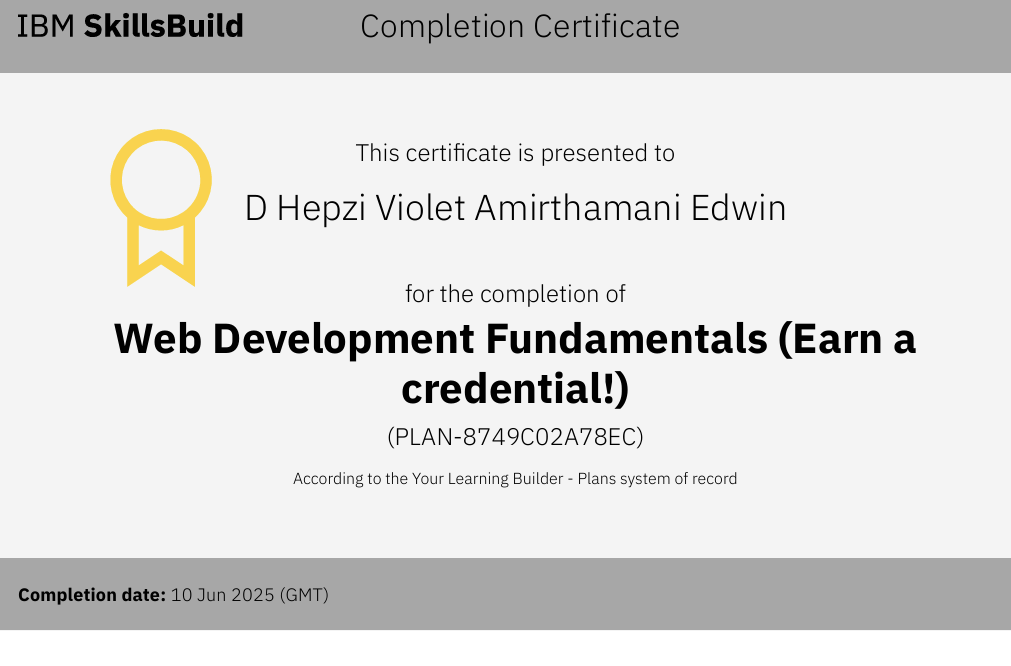 IBM SkillsBuild
Completion Certificate
This certificate is presented to
D Hepzi Violet Amirthamani Edwin
for the completion of
Web Development Fundamentals (Earn a
credential!)
(PLAN-8749C02A78EC)
According to the Your Learning Builder - Plans system of record
Completion date: 10 Jun 2025 (GMT)